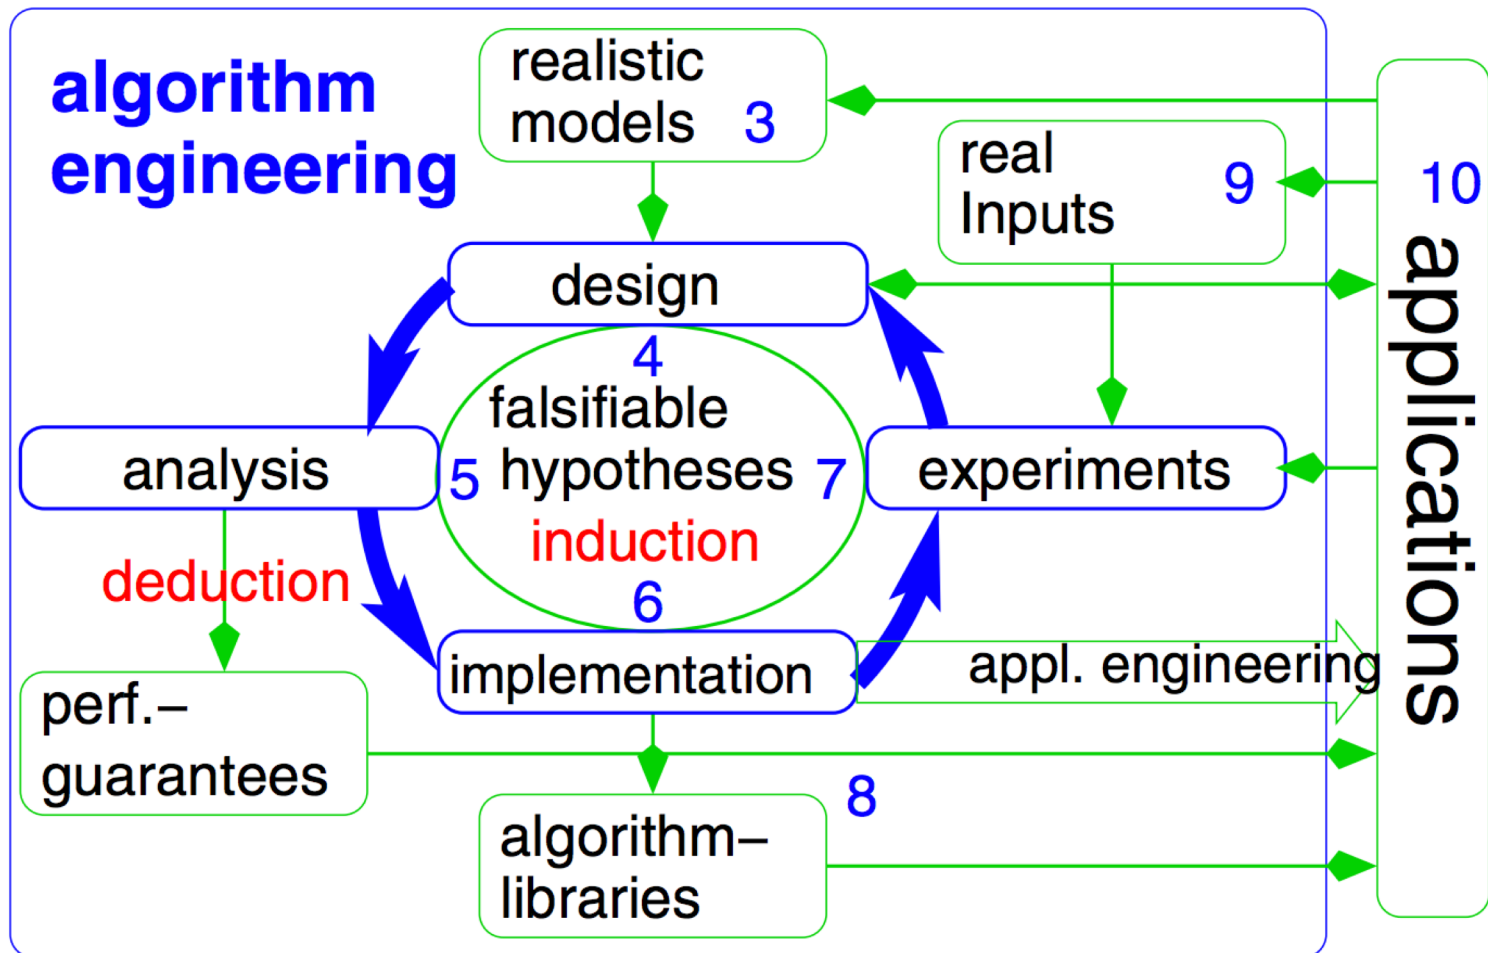 algorithm
engineering
realistic
models 3
real
Inputs 9
10
applications
design
4
falsifiable
hypotheses
5
7
induction
6
analysis
experiments
deduction
implementation
appl. engineering
perf.–
guarantees
8
algorithm–
libraries